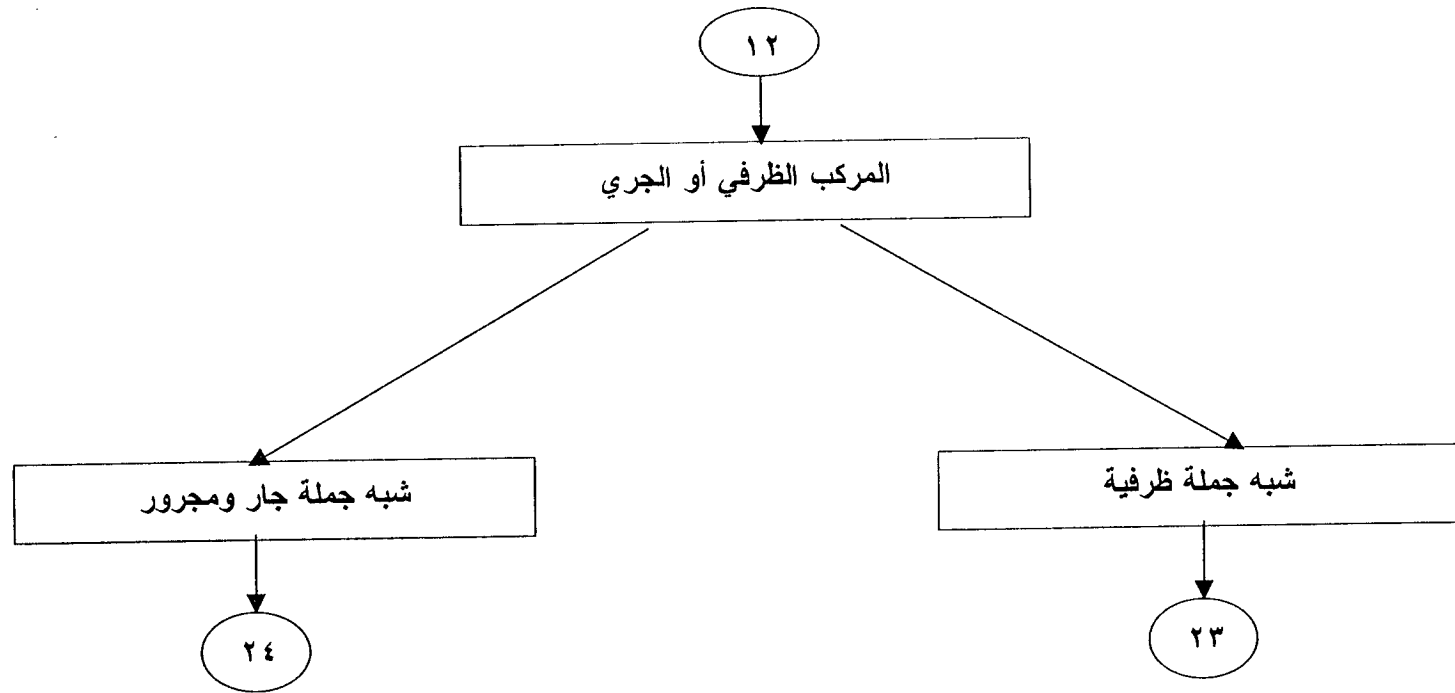 ١٢
المركب الظرفي أو الجري
شبه جملة ظرفية
شبه جملة جار ومجرور
٢٣
٢٤